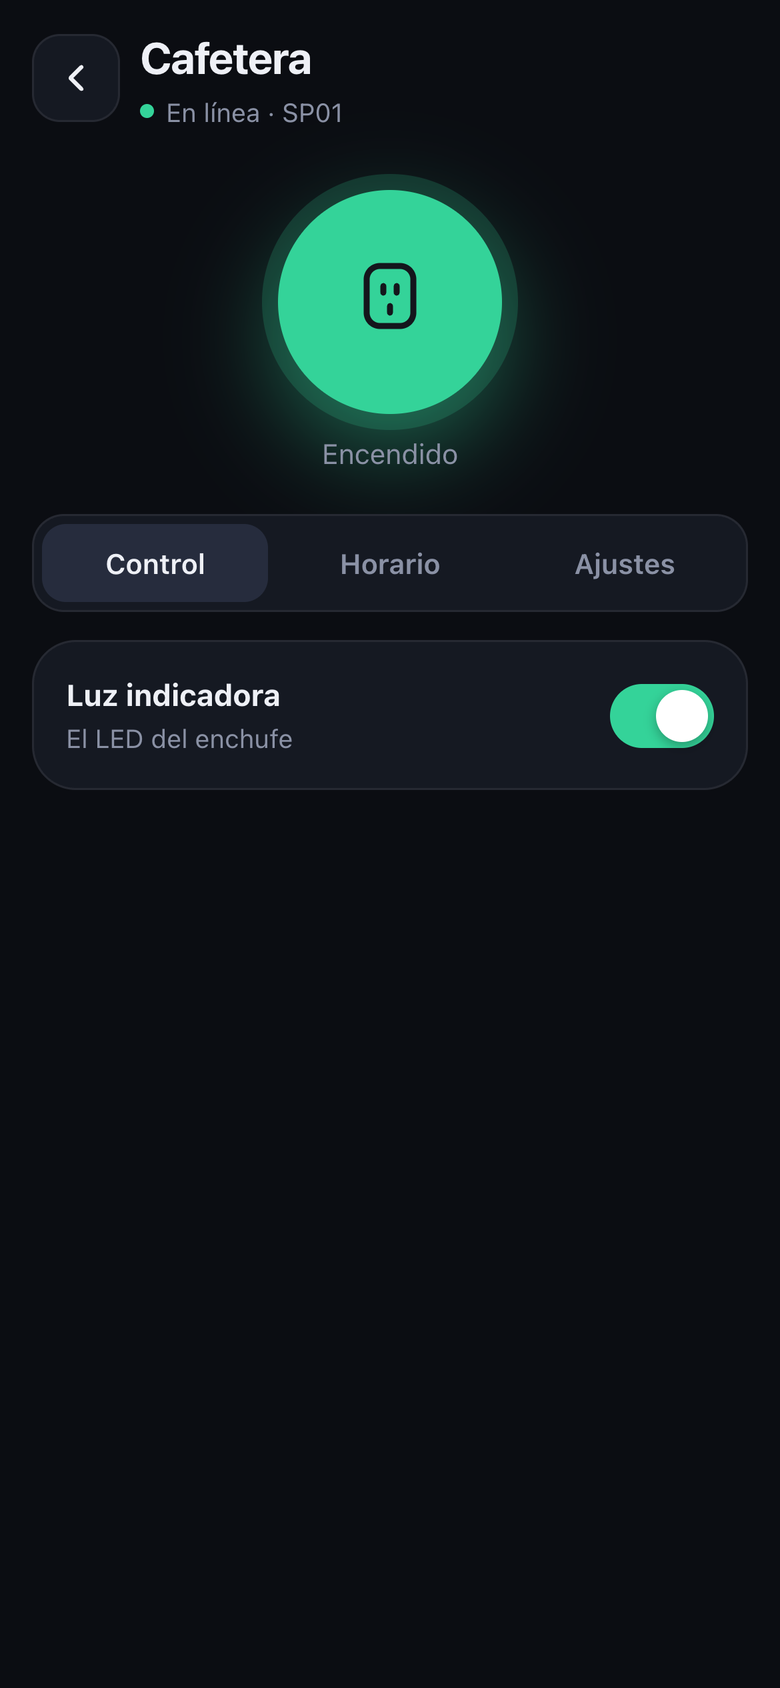 Cafetera
En línea · SP01
Encendido
Control
Horario
Ajustes
Luz indicadora
El LED del enchufe